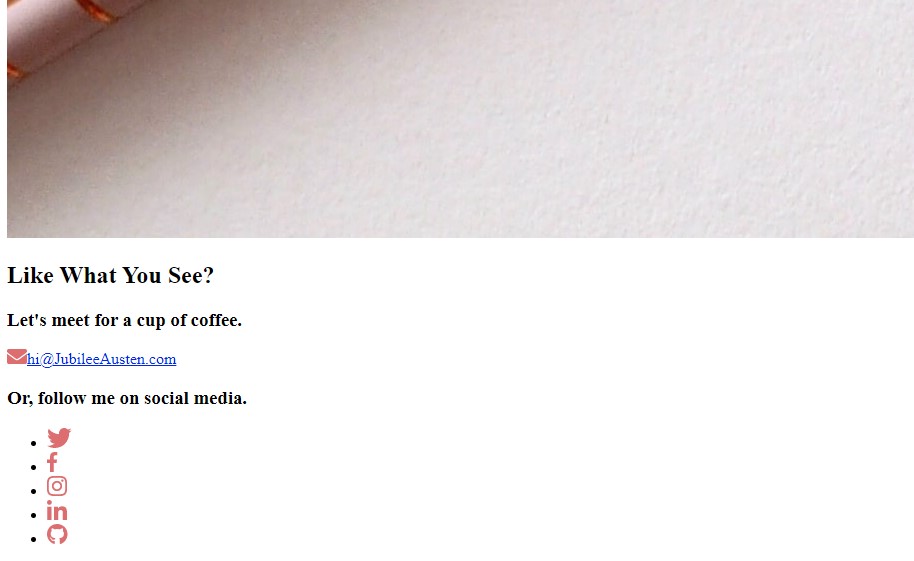 Like What You See?
Let's meet for a cup of coffee.
hi@JubileeAusten.com
Or, follow me on social media.